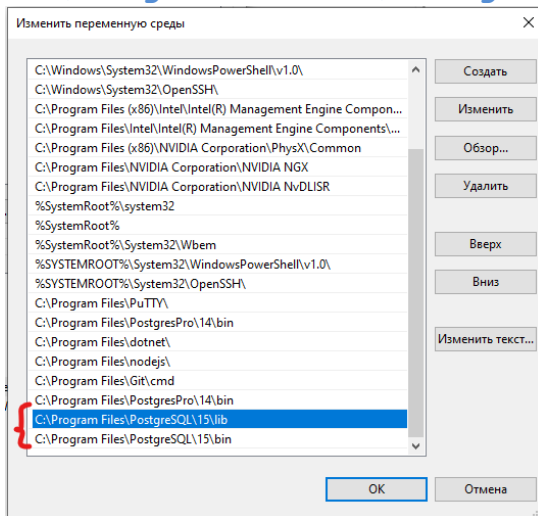 Изменить переменную среды
C:\Windows\System32\WindowsPowerShell\v1.0\
C:\Windows\System32\OpenSSH\
C:\Program Files (x86)\Intel\Intel(R) Management Engine Compon...
C:\Program Files\Intel\Intel(R) Management Engine Components\...
C:\Program Files (x86)\NVIDIA Corporation\PhysX\Common
C:\Program Files\NVIDIA Corporation\NVIDIA NGX
C:\Program Files\NVIDIA Corporation\NVIDIA NvDLISR
%SystemRoot%\system32
%SystemRoot%
%SystemRoot%\System32\Wbem
%SYSTEMROOT%\System32\WindowsPowerShell\v1.0\
%SYSTEMROOT%\System32\OpenSSH\
C:\Program Files\PuTTY\
C:\Program Files\PostgresPro\14\bin
C:\Program Files\dotnet\
C:\Program Files\nodejs\
C:\Program Files\Git\cmd
C:\Program Files\PostgresPro\14\bin
C:\Program Files\PostgreSQL\15\lib
C:\Program Files\PostgreSQL\15\bin
Создать
Изменить
Обзор...
Удалить
Вверх
Вниз
Изменить текст...
OK
Отмена